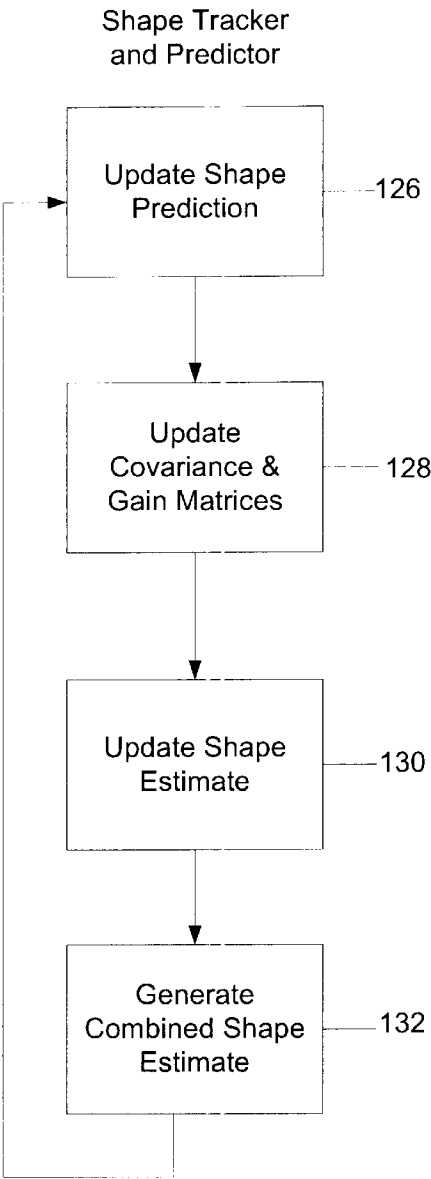 Shape Tracker
and Predictor
Update Shape
Prediction
126
Update
Covariance &
Gain Matrices
128
Update Shape
Estimate
130
Generate
Combined Shape
Estimate
132